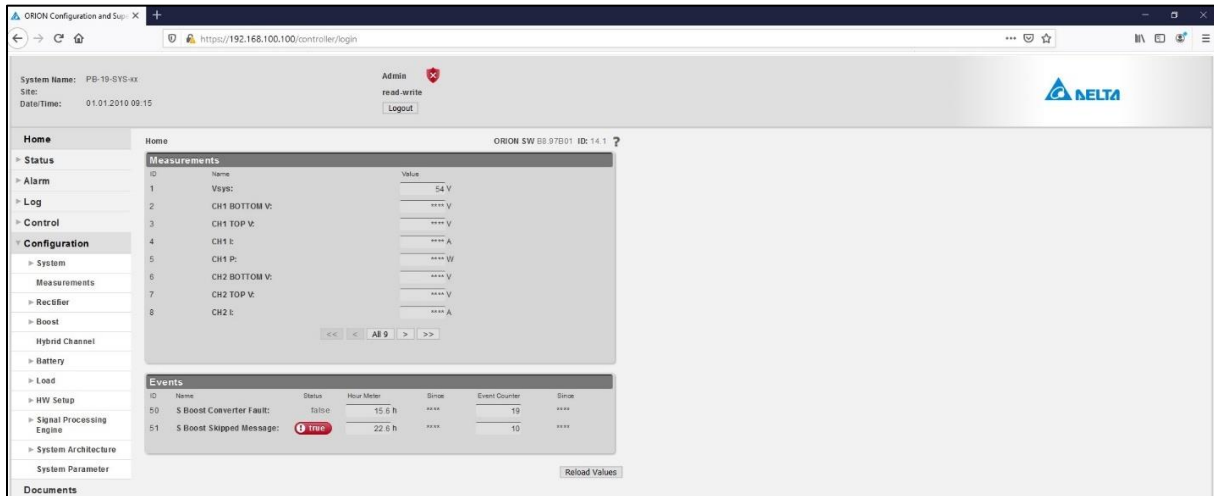 ORION Configuration and Sup
https://192.168.100.100/controller/login
System Name: PB-19-SYS-xx
Site:
Date/Time: 01.01.2010 09:15
Admin
read-write
Logout
DELTA
Home
Status
Alarm
Log
Control
Configuration
System
Measurements
Rectifier
Boost
Hybrid Channel
Battery
Load
HW Setup
Signal Processing
Engine
System Architecture
System Parameter
Documents
Home ORION SW B8.97B01 ID: 14.1 ?
Measurements
ID Name Value
1 Vsys: 54 V
2 CH1 BOTTOM V: **** V
3 CH1 TOP V: **** V
4 CH1 I: **** A
5 CH1 P: **** W
6 CH2 BOTTOM V: **** V
7 CH2 TOP V: **** V
8 CH2 I: **** A
<< < All 9 > >>
Events
ID Name Status Hour Meter Since Event Counter Since
50 S Boost Converter Fault: false 15.6 h **** 19 ****
51 S Boost Skipped Message: true 22.6 h **** 10 ****
Reload Values